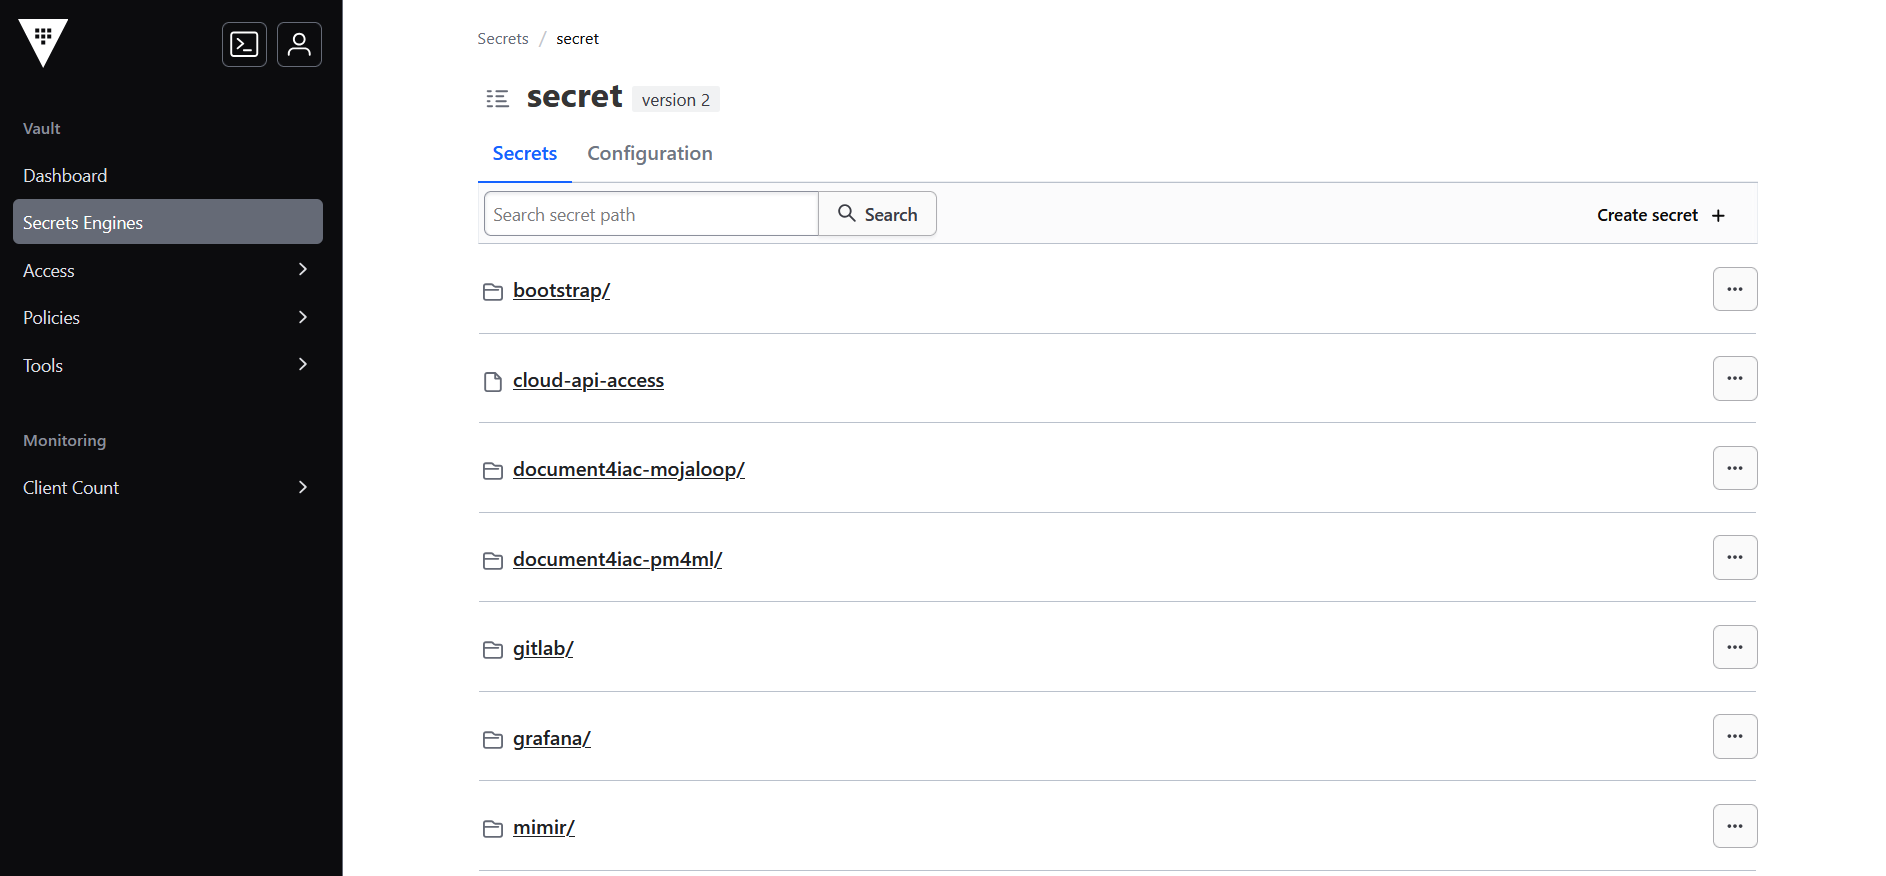 Vault
Dashboard
Secrets Engines
Access
Policies
Tools
Monitoring
Client Count
Secrets / secret
secret version 2
Secrets Configuration
Search secret path Search Create secret +
bootstrap/
cloud-api-access
document4iac-mojaloop/
document4iac-pm4ml/
gitlab/
grafana/
mimir/